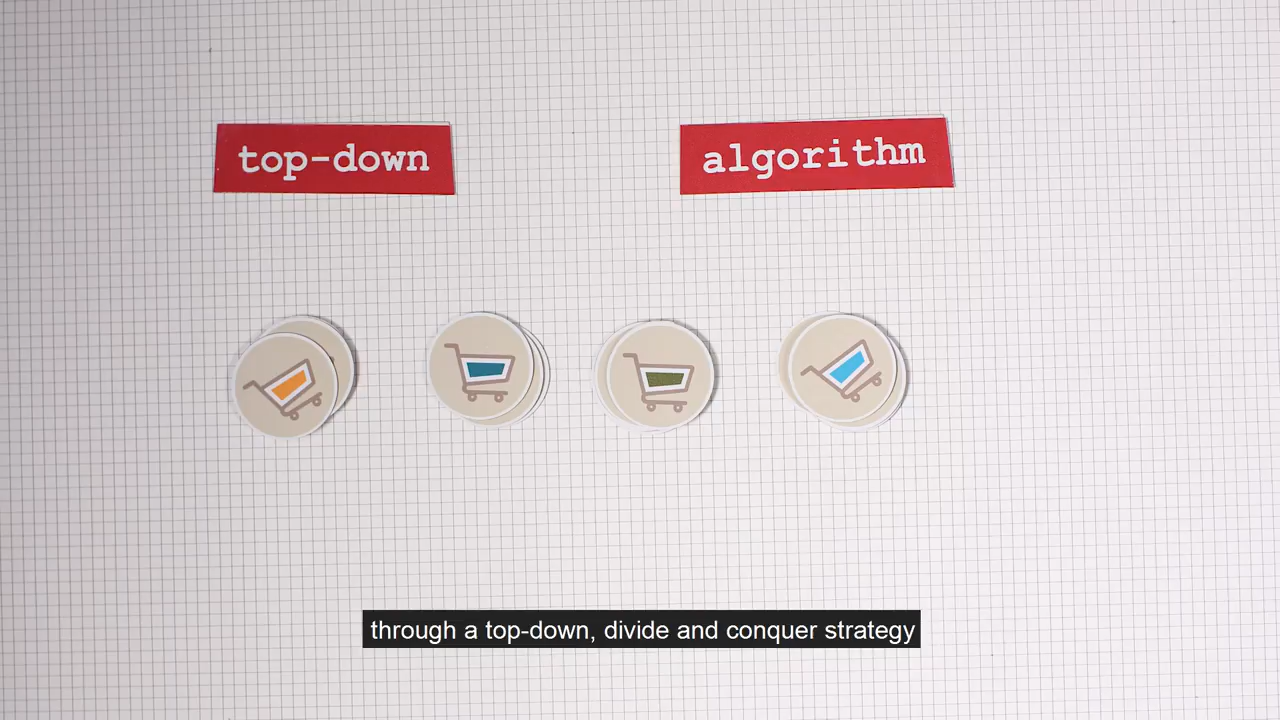 top-down
algorithm
through a top-down, divide and conquer strategy